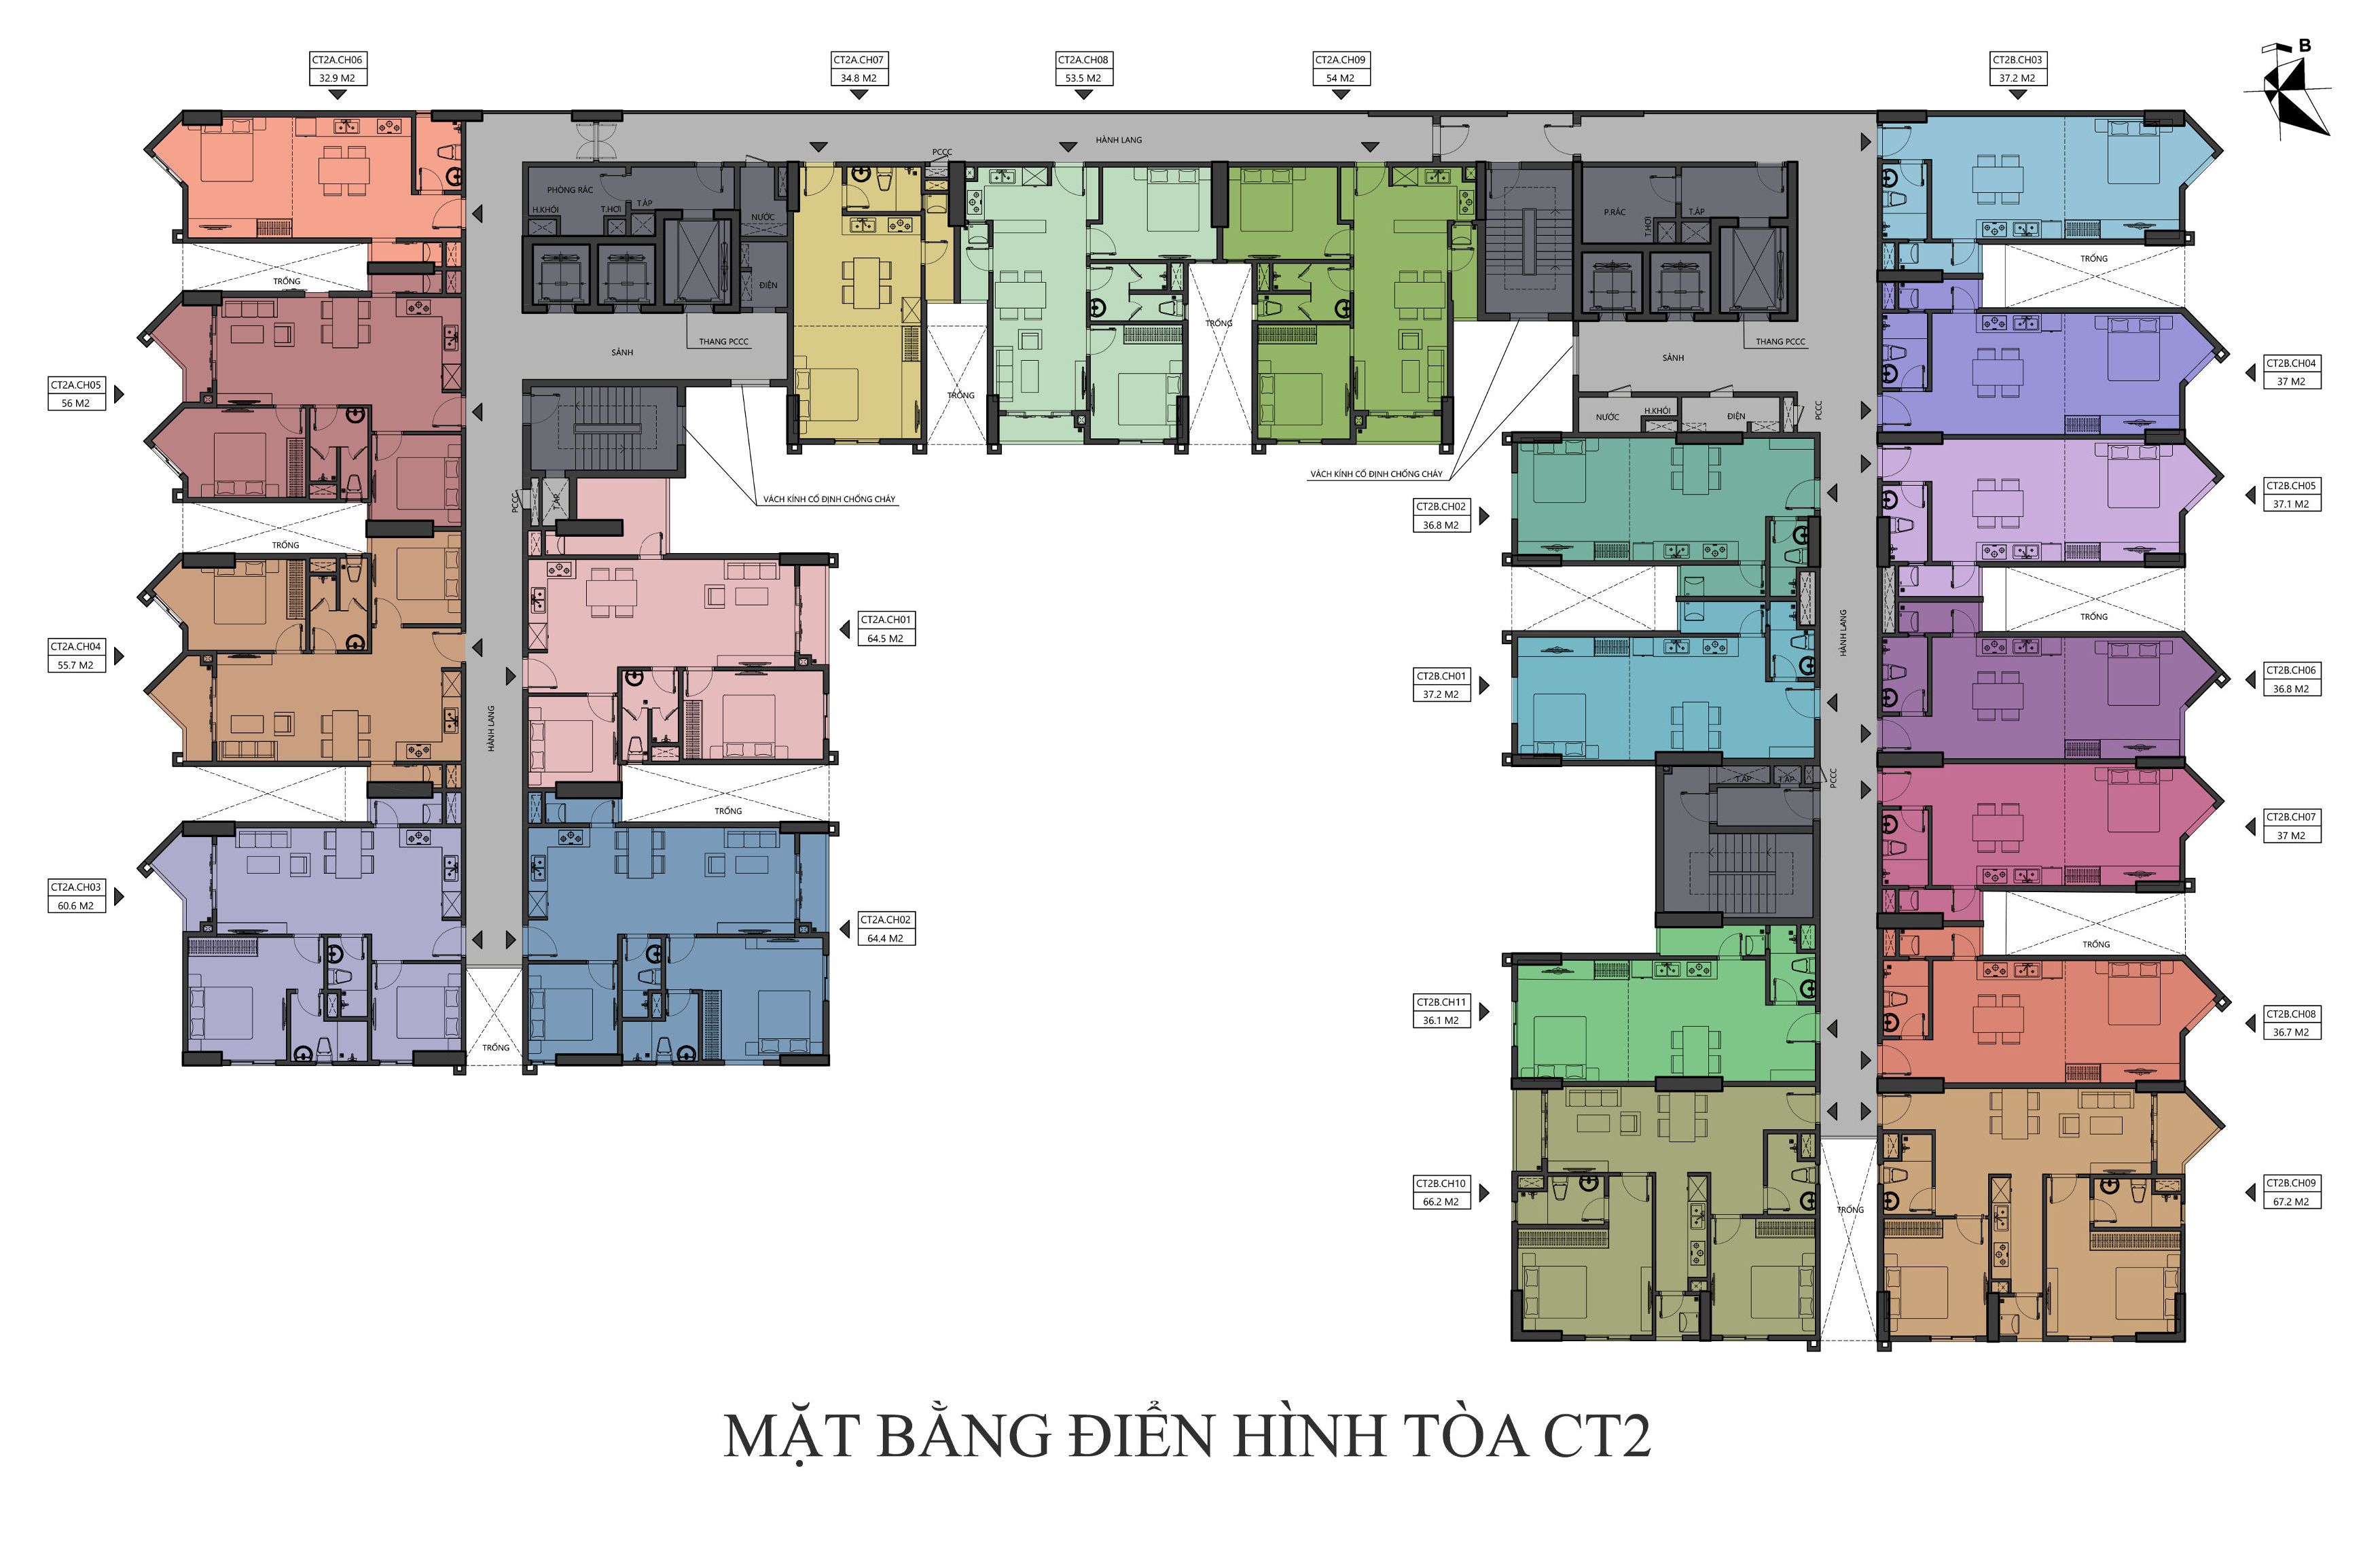 B
CT2A.CH06
32.9 M2
CT2A.CH07
34.8 M2
CT2A.CH08
53.5 M2
CT2A.CH09
54 M2
CT2B.CH03
37.2 M2
HÀNH LANG
PCCC
PHÒNG RÁC
H.KHÓI
T.HƠI
T.ÁP
NƯỚC
ĐIỆN
P.RÁC
T.HƠI
T.ÁP
TRỐNG
TRỐNG
TRỐNG
TRỐNG
SẢNH
THANG PCCC
SẢNH
THANG PCCC
CT2A.CH05
56 M2
CT2B.CH04
37 M2
NƯỚC
H.KHÓI
ĐIỆN
PCCC
VÁCH KÍNH CỐ ĐỊNH CHỐNG CHÁY
VÁCH KÍNH CỐ ĐỊNH CHỐNG CHÁY
PCCC
T.ÁP
CT2B.CH02
36.8 M2
CT2B.CH05
37.1 M2
TRỐNG
TRỐNG
CT2A.CH04
55.7 M2
CT2A.CH01
64.5 M2
HÀNH LANG
HÀNH LANG
CT2B.CH01
37.2 M2
CT2B.CH06
36.8 M2
T.ÁP
T.ÁP
PCCC
TRỐNG
CT2B.CH07
37 M2
CT2A.CH03
60.6 M2
CT2A.CH02
64.4 M2
TRỐNG
CT2B.CH11
36.1 M2
CT2B.CH08
36.7 M2
TRỐNG
CT2B.CH10
66.2 M2
TRỐNG
CT2B.CH09
67.2 M2
MẶT BẰNG ĐIỂN HÌNH TÒA CT2